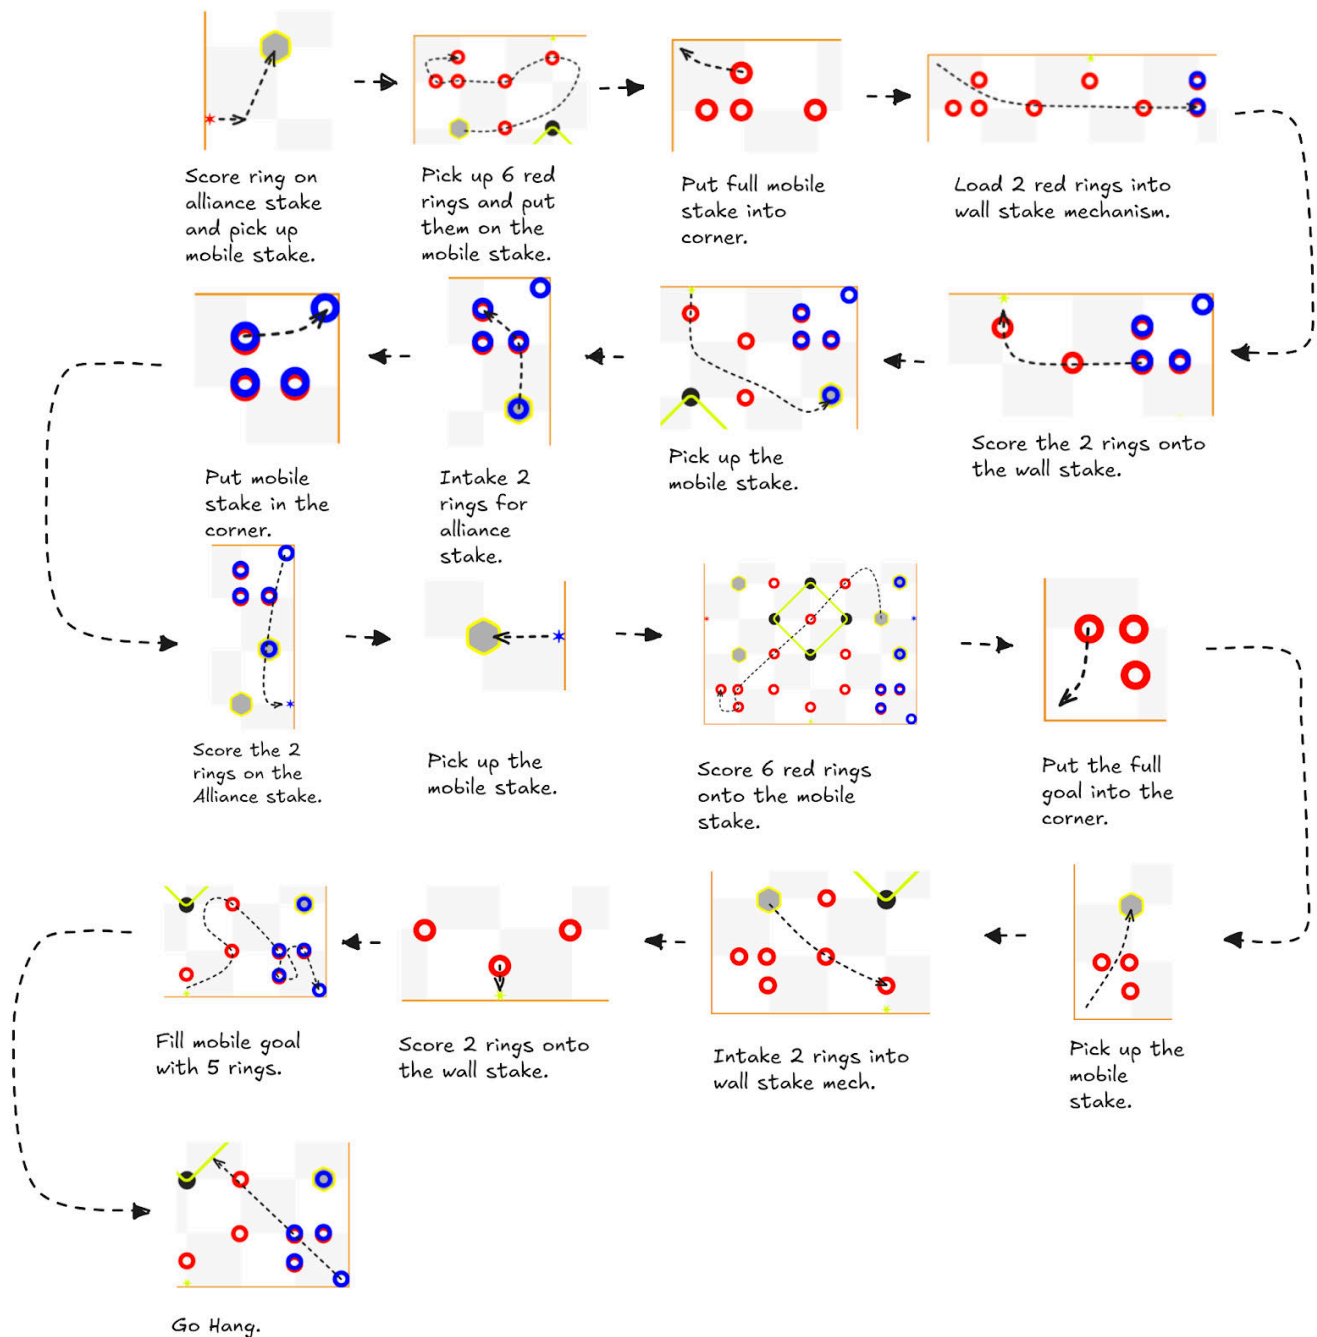 Score ring on
alliance stake
and pick up
mobile stake.
Pick up 6 red
rings and put
them on the
mobile stake.
Put full mobile
stake into
corner.
Load 2 red rings into
wall stake mechanism.
Score the 2 rings onto
the wall stake.
Pick up the
mobile stake.
Intake 2
rings for
alliance
stake.
Put mobile
stake in the
corner.
Score the 2
rings on the
Alliance stake.
Pick up the
mobile stake.
Score 6 red rings
onto the mobile
stake.
Put the full
goal into the
corner.
Pick up the
mobile
stake.
Intake 2 rings into
wall stake mech.
Score 2 rings onto
the wall stake.
Fill mobile goal
with 5 rings.
Go Hang.